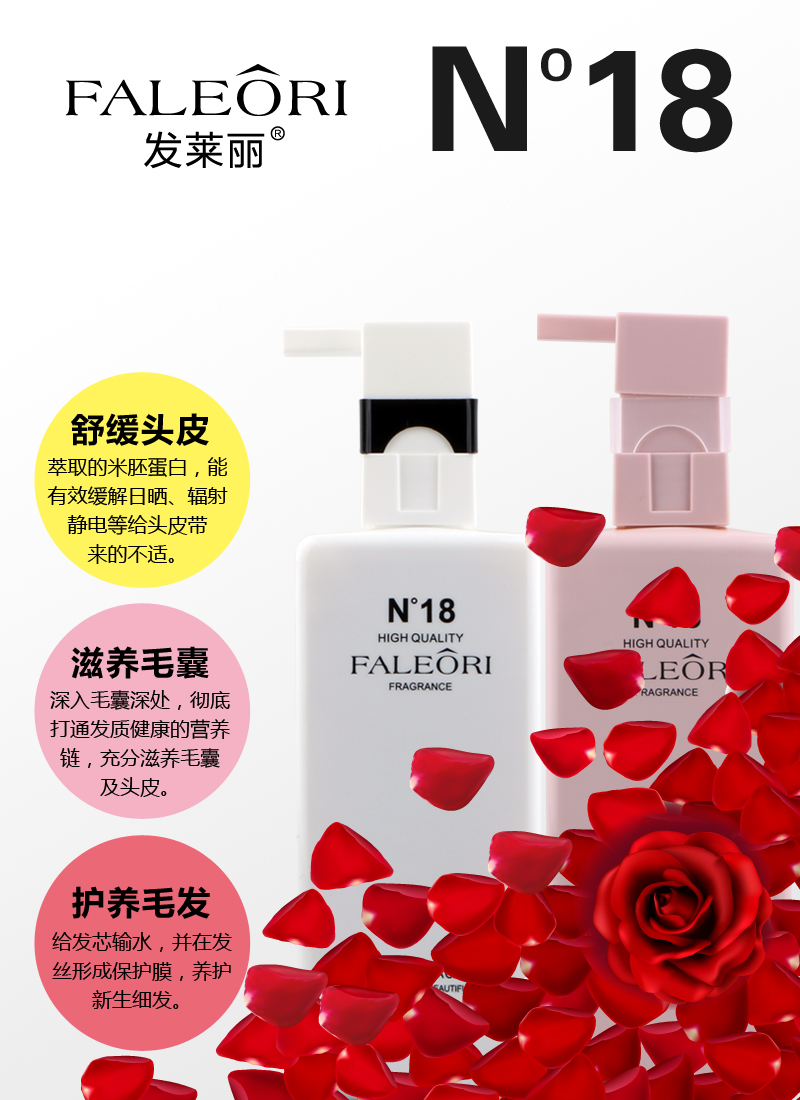 FALEÔRI
发莱丽®
Nº18
舒缓头皮
萃取的米胚蛋白，能
有效缓解日晒、辐射
静电等给头皮带
来的不适。
滋养毛囊
深入毛囊深处，彻底
打通发质健康的营养
链，充分滋养毛囊
及头皮。
护养毛发
给发芯输水，并在发
丝形成保护膜，养护
新生细发。
N°18
HIGH QUALITY
FALEÔRI
FRAGRANCE
HIGH QUALITY